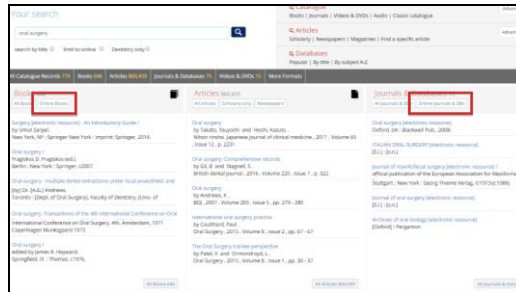 Your search
oral surgery
search by title
limit to online
Dentistry only
Catalogue
Books | Journals | Videos & DVDs | Audio | Classic catalogue
Articles
Scholarly | Newspapers | Magazines | Find a specific article
Databases
Popular | By title | By subject A-Z
All Catalogue Records
Books
Articles
Journals & Databases
Videos & DVDs
More Formats
Books
All Books
Online Books
Surgery [electronic resource] : An Introductory Guide /
by Umut Sarpel.
New York, NY : Springer New York : Imprint: Springer, 2014.
Oral surgery /
Fragiskos D. Fragiskos (ed.)
Berlin ; New York : Springer, c2007.
Oral surgery : multiple dental extractions under local anaesthetic and
[by] Dr. [A.G.] Andrews.
Toronto : [Dept. of Oral Surgery], Faculty of Dentistry, [Univ. of
Oral surgery. Transactions of the 4th International Conference on Oral
International Conference on Oral Surgery, 4th, Amsterdam, 1971
Copenhagen Munksgaard 1973
Oral surgery /
edited by James R. Hayward.
Springfield, Ill. : Thomas, c1976.
All Books
Articles
All articles
Scholarly only
Newspapers
Oral surgery
by Takato, Tsuyoshi and Hoshi, Kazuto
Nihon rinsho. Japanese journal of clinical medicine , 2011 , Volume 69
, Issue 12, p. 2231
Oral surgery: Comprehensive records
by Gill, B and Bagnell, S.
British dental journal , 2016 , Volume 220 , Issue 7 , p. 322
Oral surgery
by Andrews, K.
BDJ, 2007, Volume 203, Issue 5, pp. 279 - 280
International oral surgery practice
by Coulthard, Paul
Oral Surgery , 2015 , Volume 8 , Issue 2 , pp. 67 - 67
The Oral Surgery trainee perspective
by Patel, V and Ormondroyd, L.
Oral Surgery , 2015 , Volume 8 , Issue 1 , pp. 30 - 37
All Articles
Journals & Databases
Online Journals & DBs
Oral surgery [electronic resource].
Oxford, UK : Blackwell Pub., 2008-
ITALIAN ORAL SURGERY [electronic resource].
[S.l.] : [s.n.]
Journal of maxillofacial surgery [electronic resource] /
official publication of the European Association for Maxillo-Fa
Stuttgart ; New York : Georg Thieme Verlag, ©1973-[c1986]
Journal of oral surgery [electronic resource].
[S.l.] : [s.n.]
Archives of oral biology [electronic resource].
[Oxford] : Pergamon
All Journals & Datab